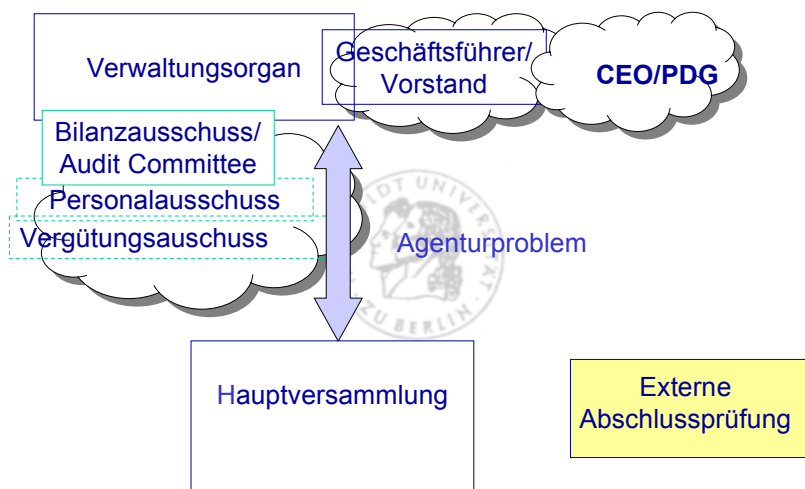 Verwaltungsorgan
Geschäftsführer/
Vorstand
CEO/PDG
Bilanzausschuss/
Audit Committee
Personalausschuss
Vergütungsauschuss
Agenturproblem
Hauptversammlung
Externe
Abschlussprüfung